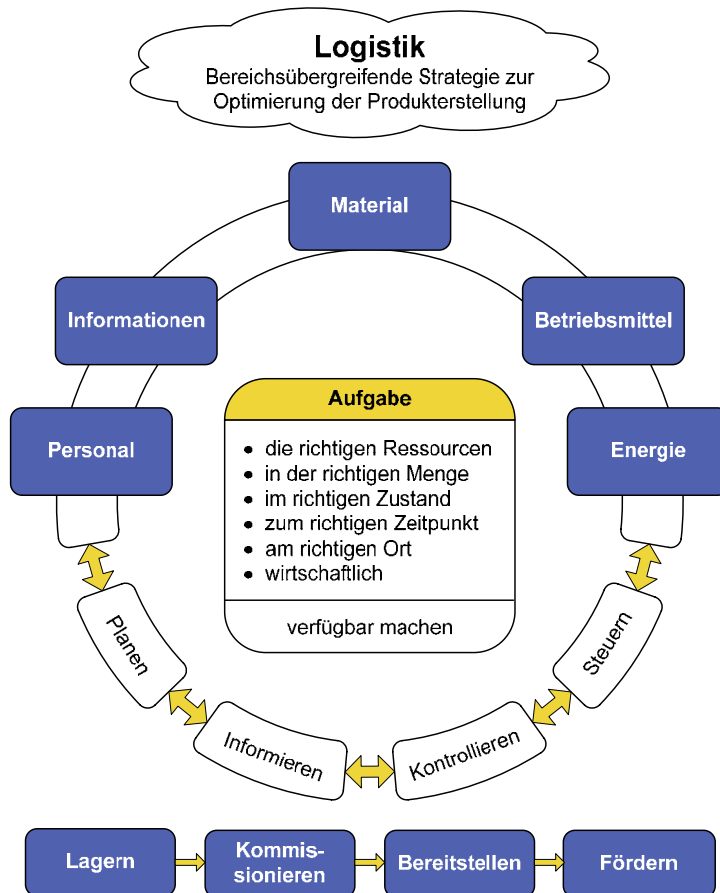 Logistik
Bereichsübergreifende Strategie zur
Optimierung der Produkterstellung
Material
Informationen
Betriebsmittel
Personal
Energie
Aufgabe
• die richtigen Ressourcen
• in der richtigen Menge
• im richtigen Zustand
• zum richtigen Zeitpunkt
• am richtigen Ort
• wirtschaftlich
verfügbar machen
Planen
Informieren
Kontrollieren
Steuern
Lagern
Kommis-
sionieren
Bereitstellen
Fördern